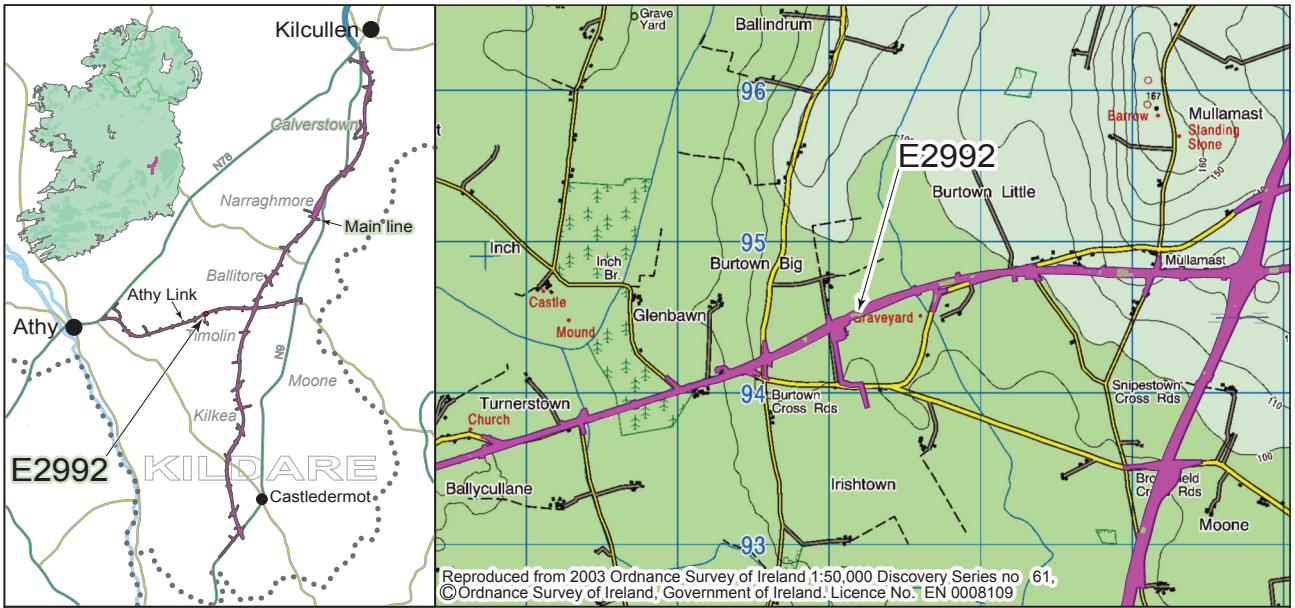 Kilcullen
Calverstown
N78
Narraghmore
Main line
Ballitore
Athy Link
Athy
Timolin
N9
Moone
Kilkea
E2992
KILDARE
Castledermot
Grave
Yard
Ballindrum
96
167
Barrow
Mullamast
Standing
Stone
160
150
E2992
Burtown Little
95
Inch
Inch
Br.
Burtown Big
Mullamast
Castle
Mound
Glenbawn
Graveyard
94
Snipestown
Cross Rds
110
Turnerstown
Burtown
Cross Rds
Church
100
Ballycullane
Irishtown
Moone
93
Reproduced from 2003 Ordnance Survey of Ireland 1:50,000 Discovery Series no 61,
© Ordnance Survey of Ireland, Government of Ireland. Licence No. EN 0008109